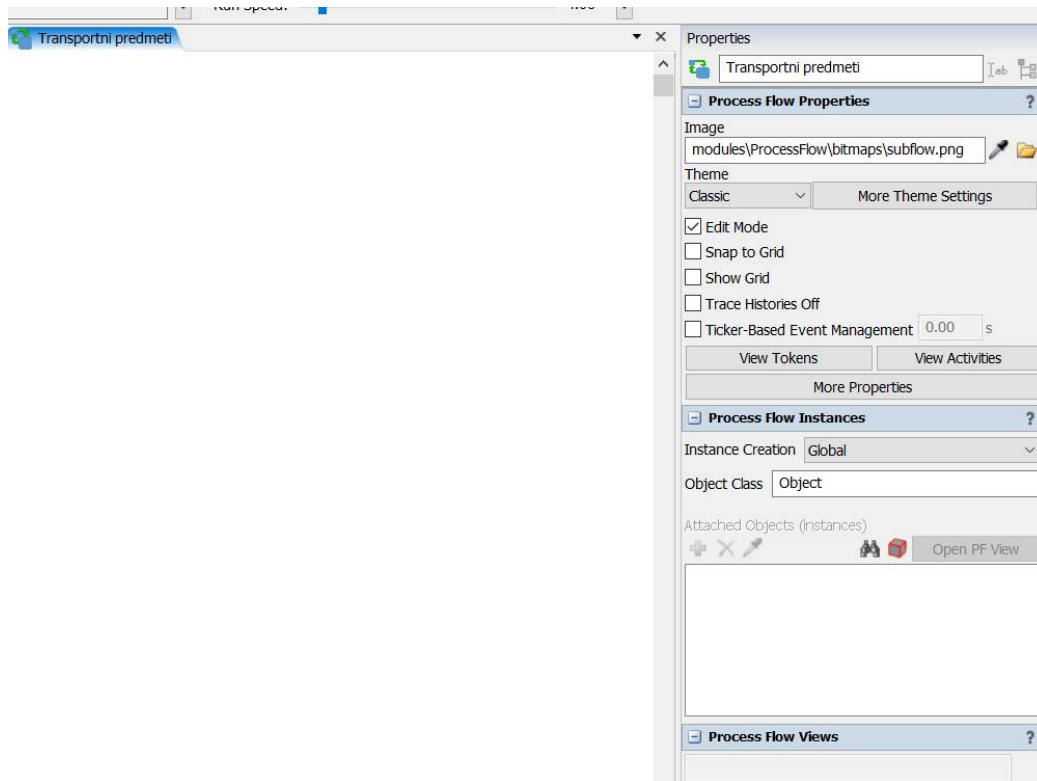 Run Speed:
Transportni predmeti
Properties
Transportni predmeti
Process Flow Properties ?
Image
modules\ProcessFlow\bitmaps\subflow.png
Theme
Classic More Theme Settings
Edit Mode
Snap to Grid
Show Grid
Trace Histories Off
Ticker-Based Event Management 0.00 s
View Tokens View Activities
More Properties
Process Flow Instances ?
Instance Creation Global
Object Class Object
Attached Objects (instances)
Open PF View
Process Flow Views ?